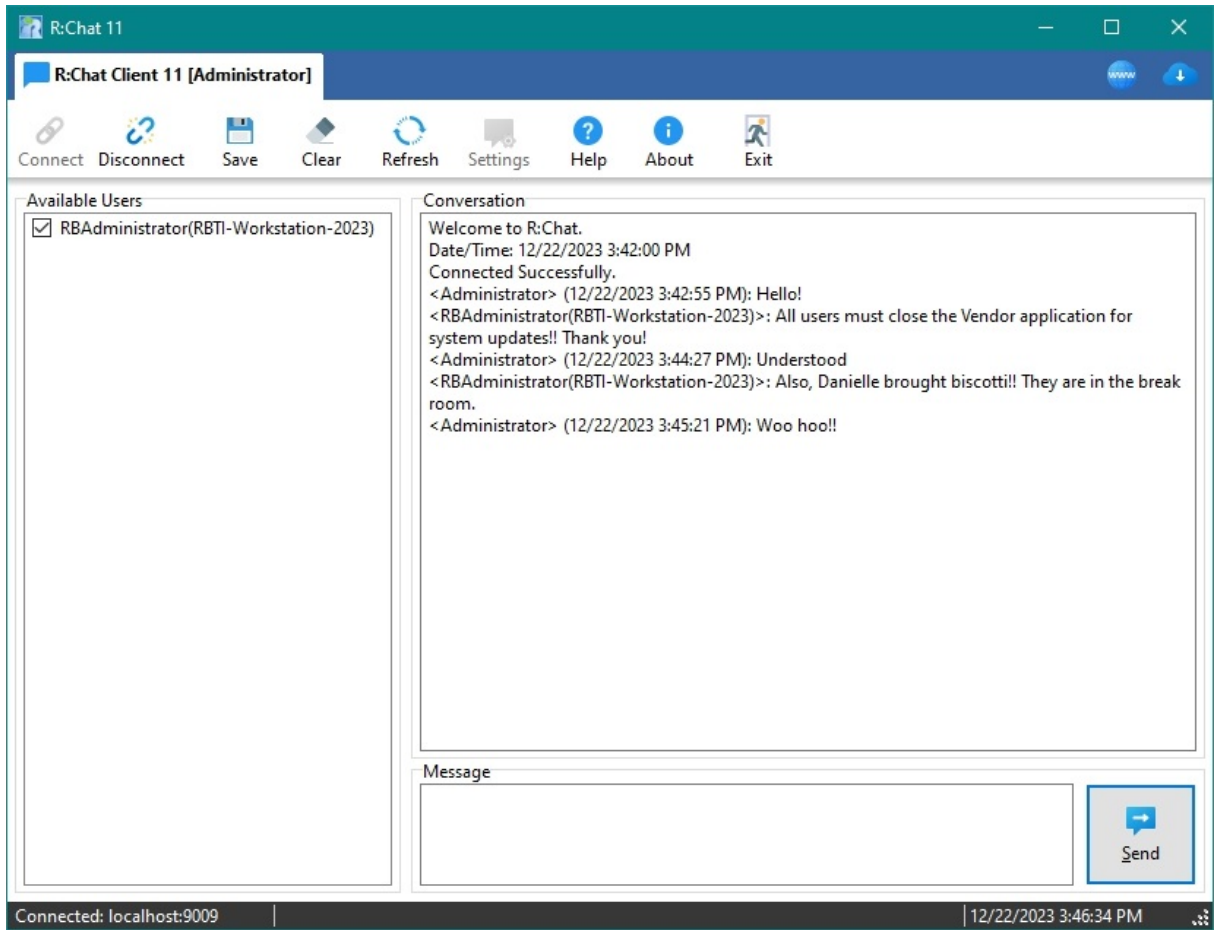 R:Chat 11
R:Chat Client 11 [Administrator]
www
Connect Disconnect Save Clear Refresh Settings Help About Exit
Available Users
RBAdministrator(RBTI-Workstation-2023)
Conversation
Welcome to R:Chat.
Date/Time: 12/22/2023 3:42:00 PM
Connected Successfully.
<Administrator> (12/22/2023 3:42:55 PM): Hello!
<RBAdministrator(RBTI-Workstation-2023)>: All users must close the Vendor application for
system updates!! Thank you!
<Administrator> (12/22/2023 3:44:27 PM): Understood
<RBAdministrator(RBTI-Workstation-2023)>: Also, Danielle brought biscotti!! They are in the break
room.
<Administrator> (12/22/2023 3:45:21 PM): Woo hoo!!
Message
Send
Connected: localhost:9009
12/22/2023 3:46:34 PM